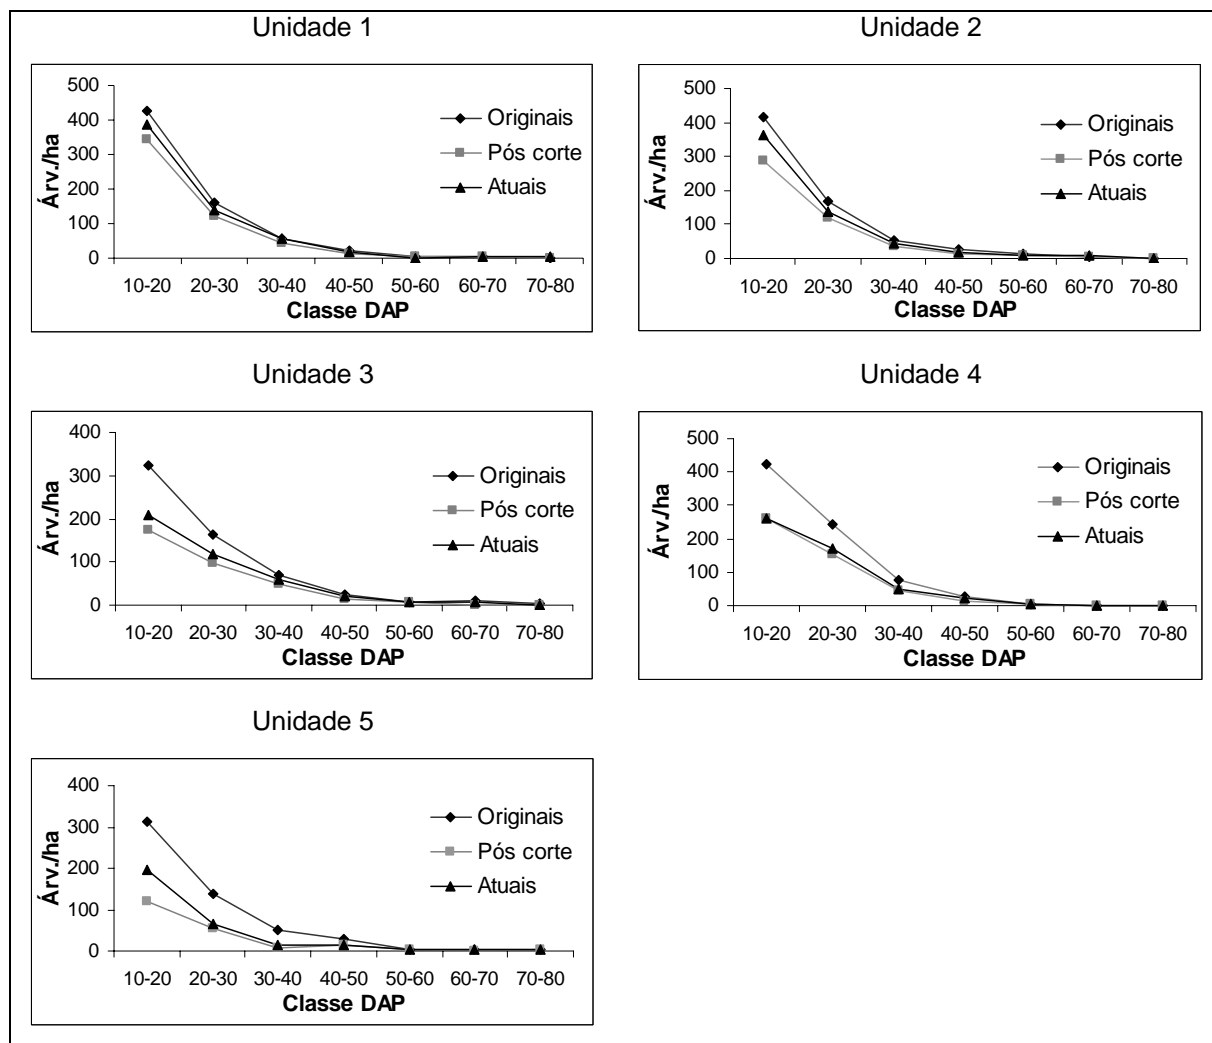 Unidade 1
500
400
300
200
100
0
Árv./ha
10-20 20-30 30-40 40-50 50-60 60-70 70-80
Classe DAP
Originais
Pós corte
Atuais
Unidade 2
500
400
300
200
100
0
Árv./ha
10-20 20-30 30-40 40-50 50-60 60-70 70-80
Classe DAP
Originais
Pós corte
Atuais
Unidade 3
400
300
200
100
0
Árv./ha
10-20 20-30 30-40 40-50 50-60 60-70 70-80
Classe DAP
Originais
Pós corte
Atuais
Unidade 4
500
400
300
200
100
0
Árv./ha
10-20 20-30 30-40 40-50 50-60 60-70 70-80
Classe DAP
Originais
Pós corte
Atuais
Unidade 5
400
300
200
100
0
Árv./ha
10-20 20-30 30-40 40-50 50-60 60-70 70-80
Classe DAP
Originais
Pós corte
Atuais